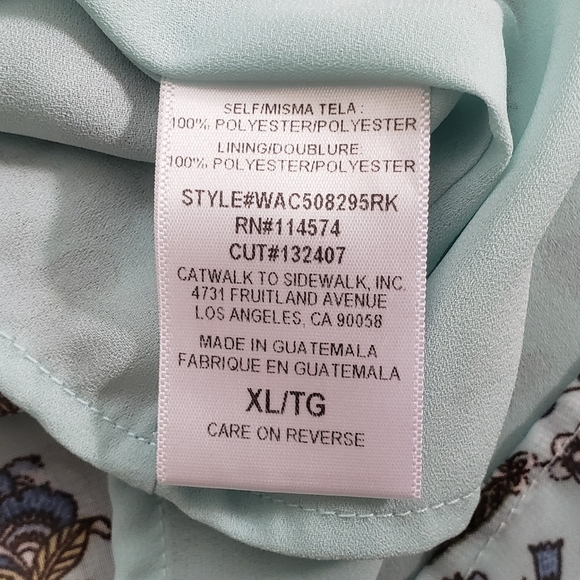 SELF/MISMA TELA :
100% POLYESTER/POLYESTER
LINING/DOUBLURE:
100% POLYESTER/POLYESTER
STYLE#WAC508295RK
RN#114574
CUT#132407
CATWALK TO SIDEWALK, INC.
4731 FRUITLAND AVENUE
LOS ANGELES, CA 90058
MADE IN GUATEMALA
FABRIQUE EN GUATEMALA
XL/TG
CARE ON REVERSE